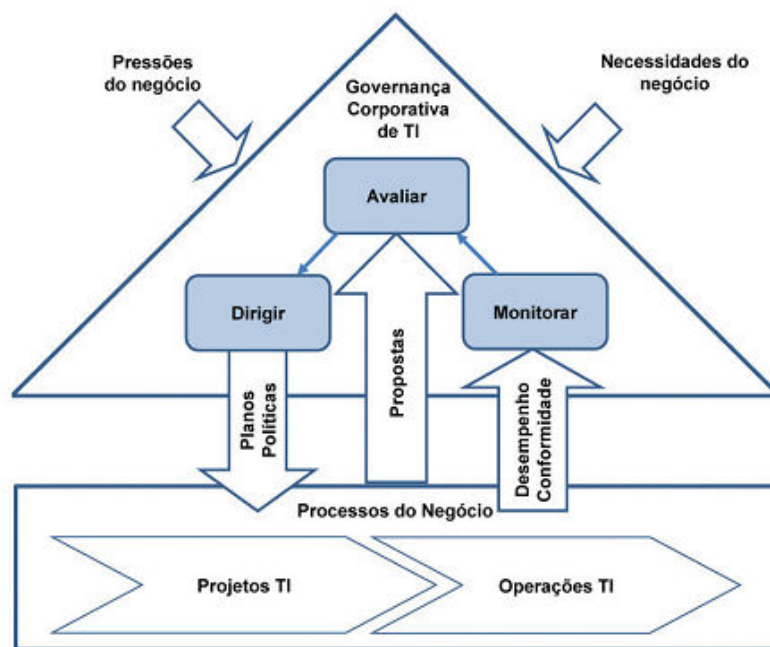 Pressões
do negócio
Necessidades do
negócio
Governança
Corporativa
de TI
Avaliar
Dirigir
Monitorar
Planos
Políticas
Propostas
Desempenho
Conformidade
Processos do Negócio
Projetos TI
Operações TI